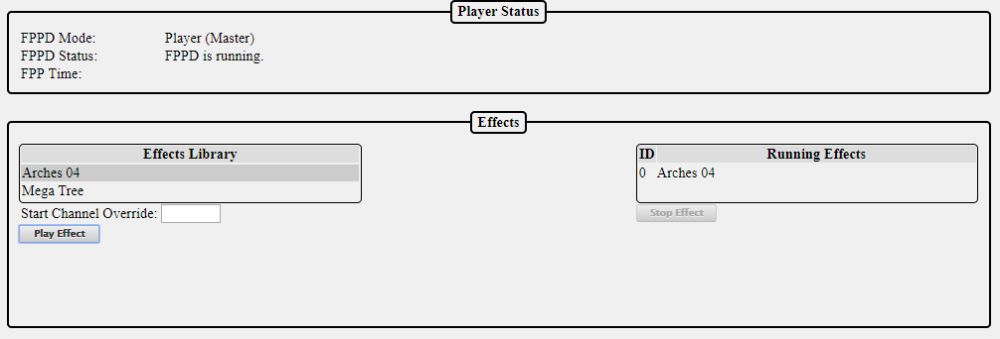 Player Status
FPPD Mode: Player (Master)
FPPD Status: FPPD is running.
FPP Time:
Effects
Effects Library
Arches 04
Mega Tree
Start Channel Override:
Play Effect
ID Running Effects
0 Arches 04
Stop Effect